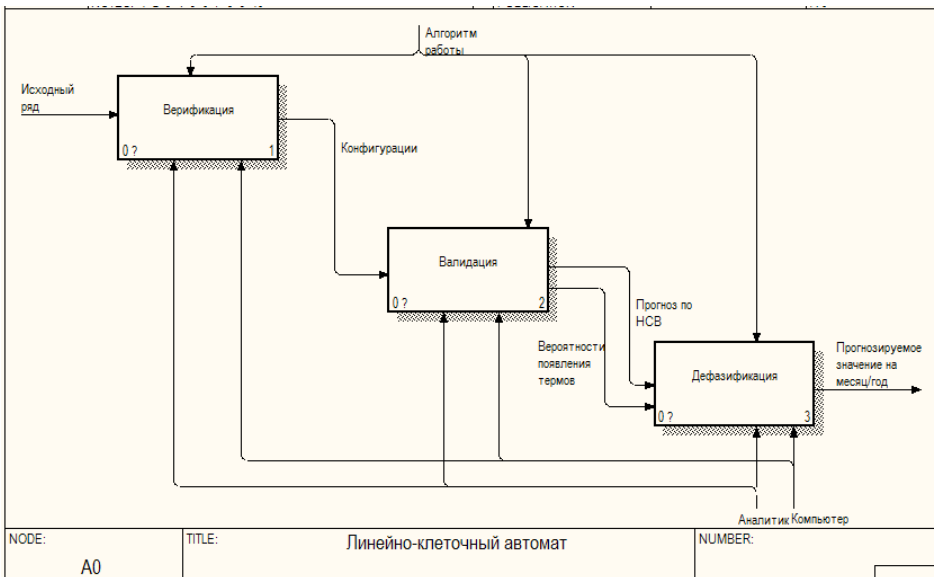 Алгоритм
работы
Исходный
ряд
Верификация
0 ?
1
Конфигурации
Валидация
0 ?
2
Прогноз по
НСВ
Вероятности
появления
термов
Дефазификация
0 ?
3
Прогнозируемое
значение на
месяц/год
Аналитик Компьютер
NODE:
A0
TITLE:
Линейно-клеточный автомат
NUMBER: